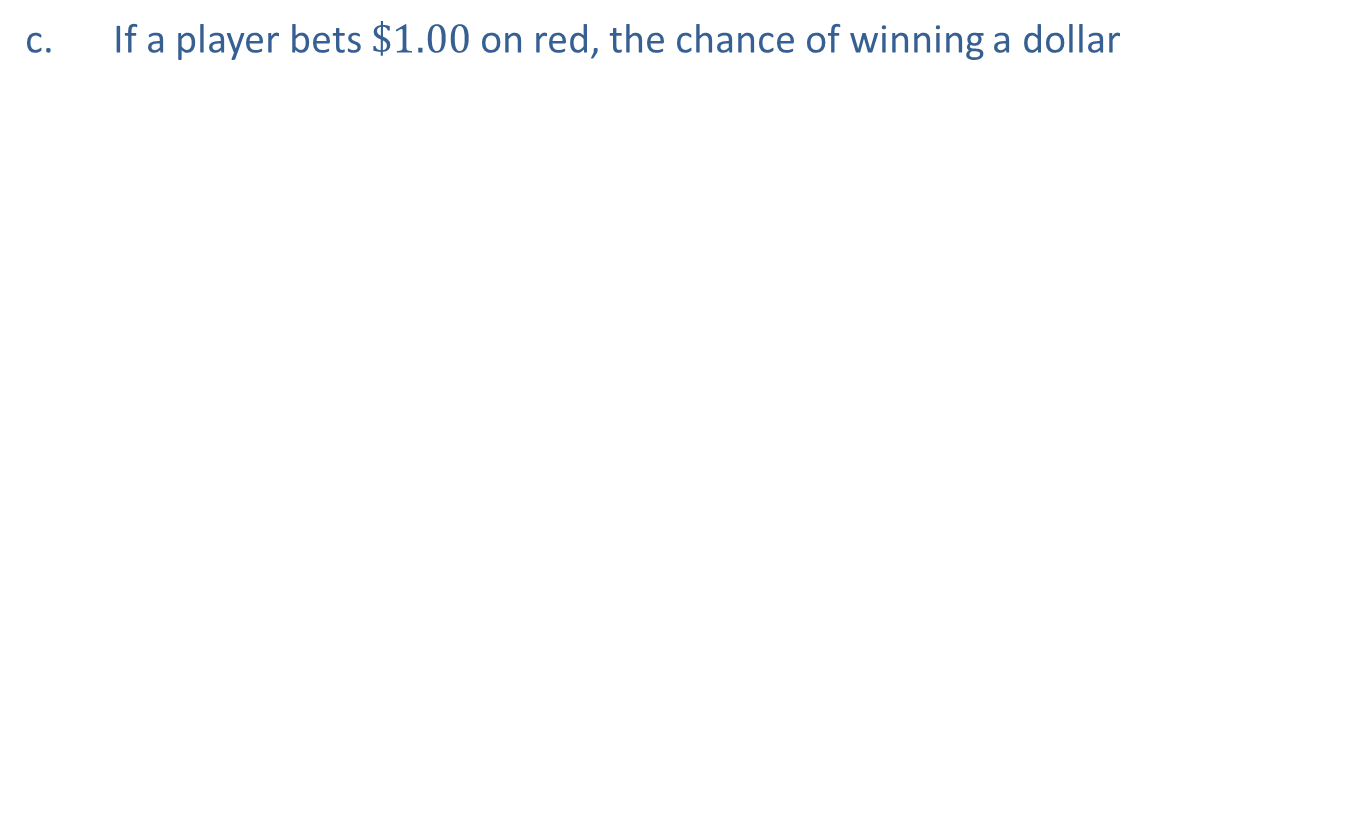 c. If a player bets $1.00 on red, the chance of winning a dollar